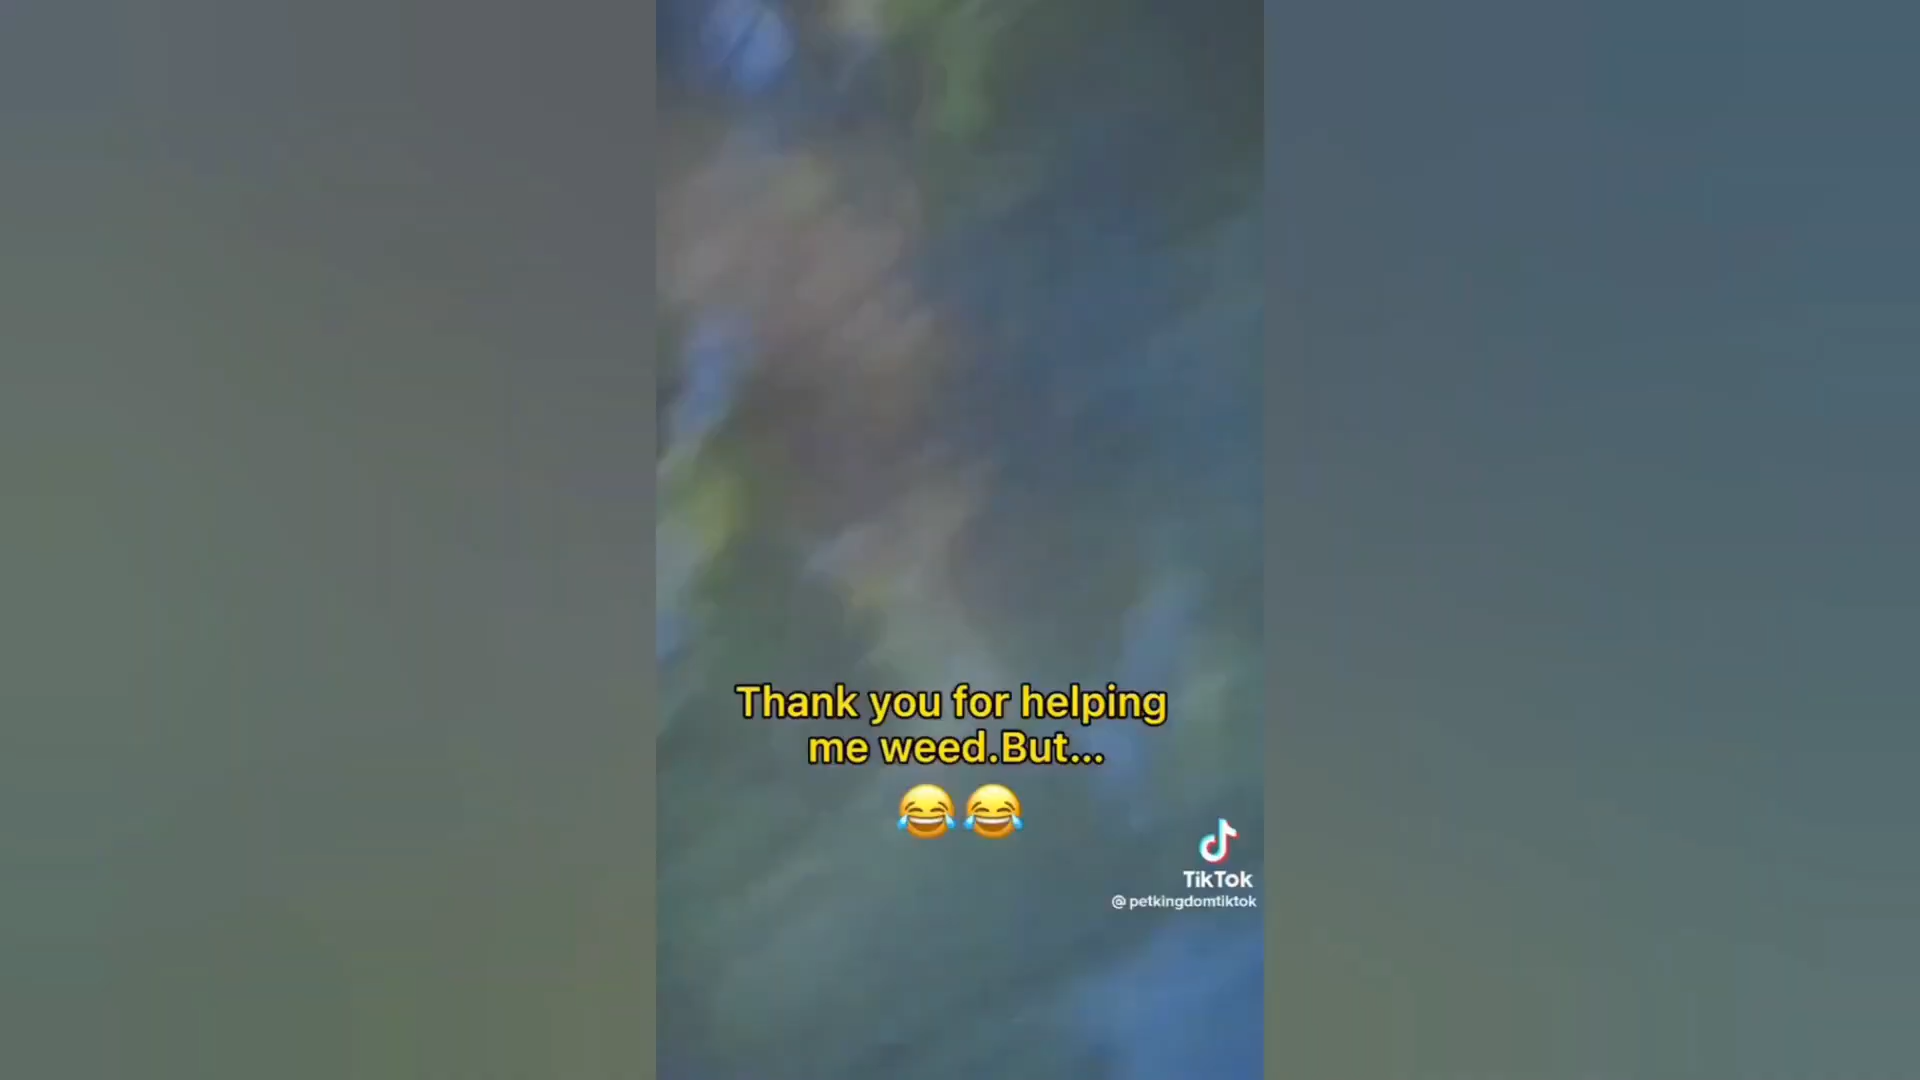 Thank you for helping
me weed.But...
😂😂
TikTok
@petkingdomtiktok